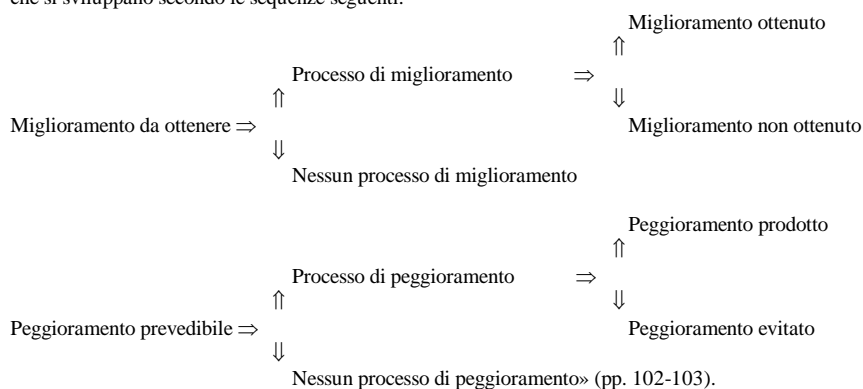 che si sviluppano secondo le sequenze seguenti:
Miglioramento ottenuto
⇑
Processo di miglioramento ⇒
⇑ ⇓
Miglioramento da ottenere ⇒ Miglioramento non ottenuto
⇓
Nessun processo di miglioramento
Peggioramento prodotto
⇑
Processo di peggioramento ⇒
⇑ ⇓
Peggioramento prevedibile ⇒ Peggioramento evitato
⇓
Nessun processo di peggioramento» (pp. 102-103).